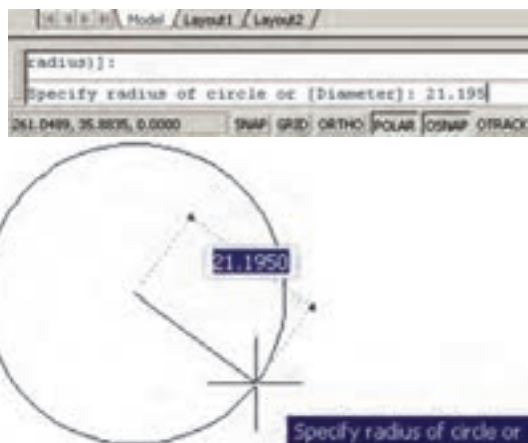 Model / Layout1 / Layout2 /
radius)]:
Specify radius of circle or [Diameter]: 21.195
261.0489, 35.8835, 0.0000 SNAP GRID ORTHO POLAR OSNAP OTRACK
21.1950
Specify radius of circle or